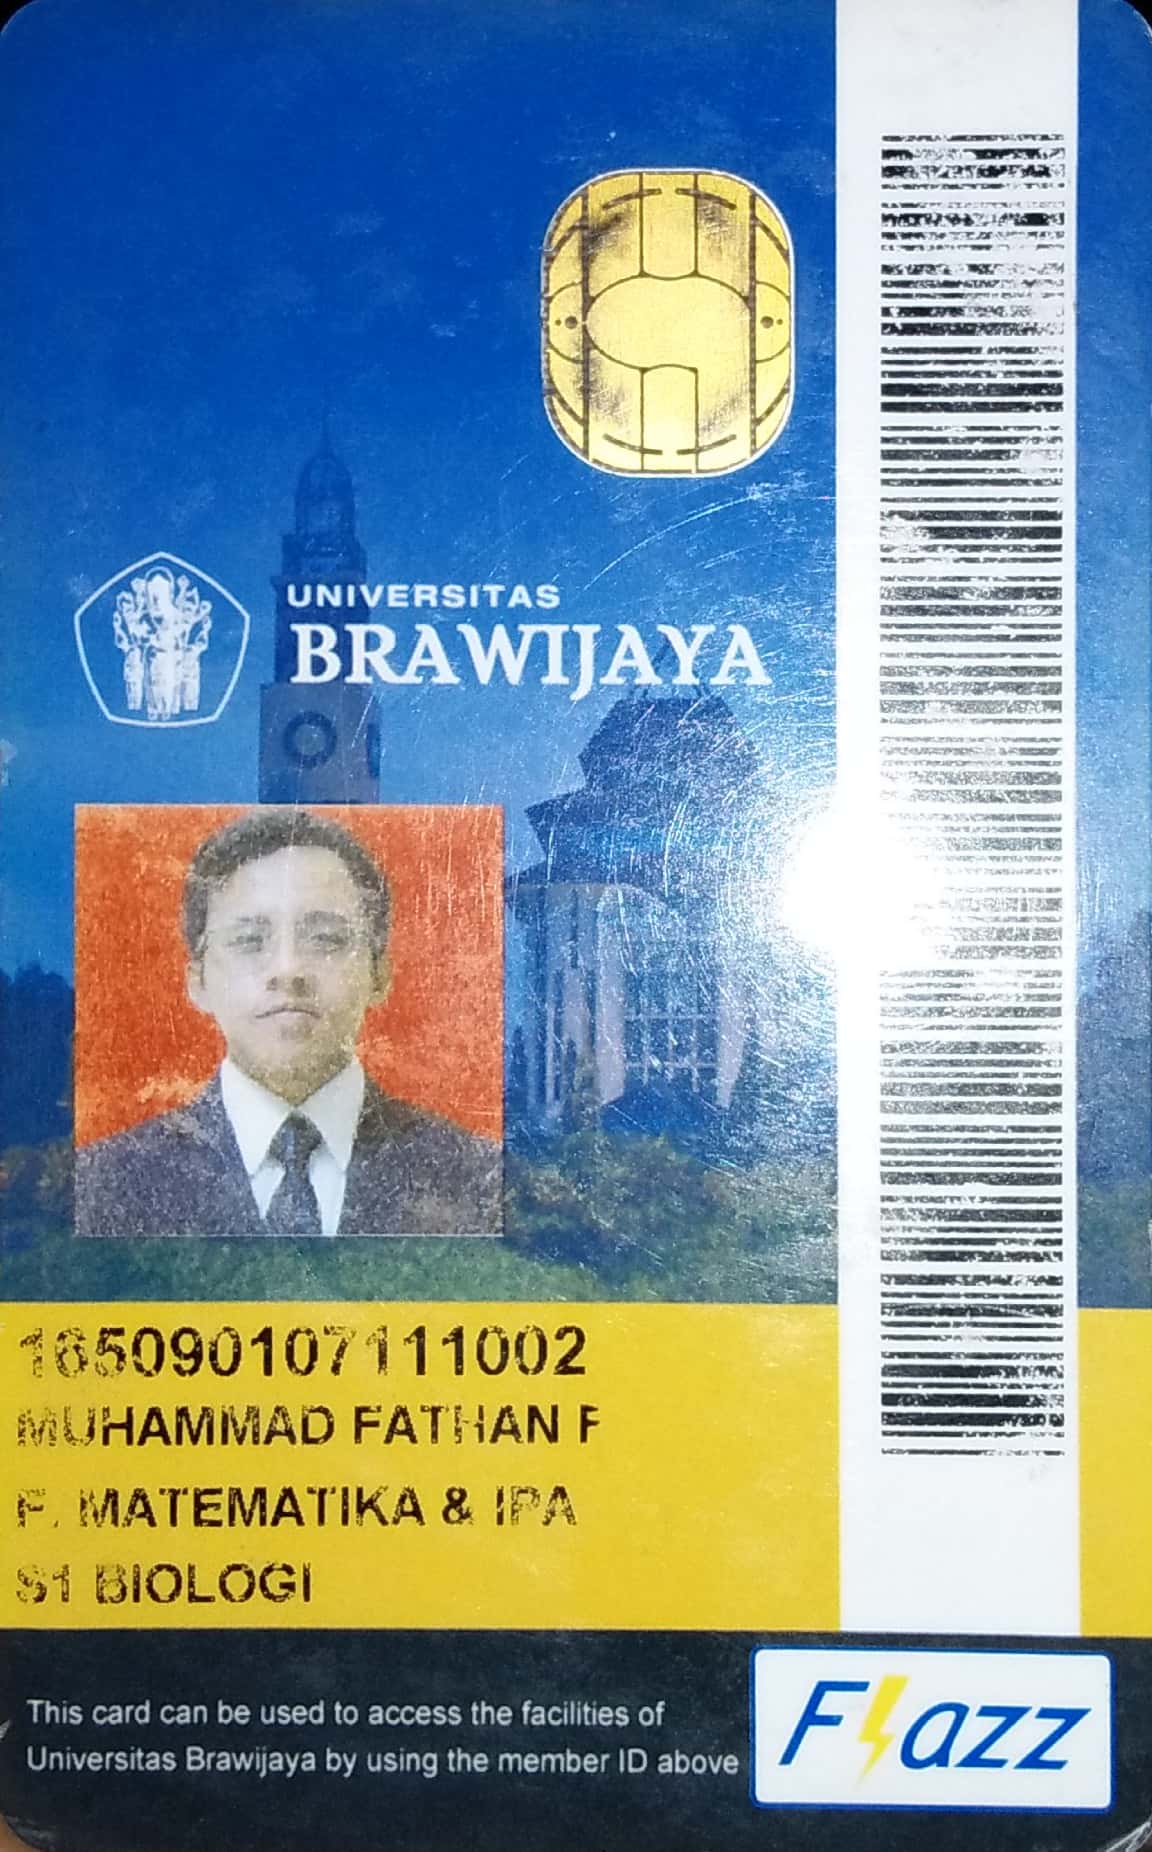 UNIVERSITAS
BRAWIJAYA
165090107111002
MUHAMMAD FATHAN F
F. MATEMATIKA & IPA
S1 BIOLOGI
This card can be used to access the facilities of
Universitas Brawijaya by using the member ID above
Flazz